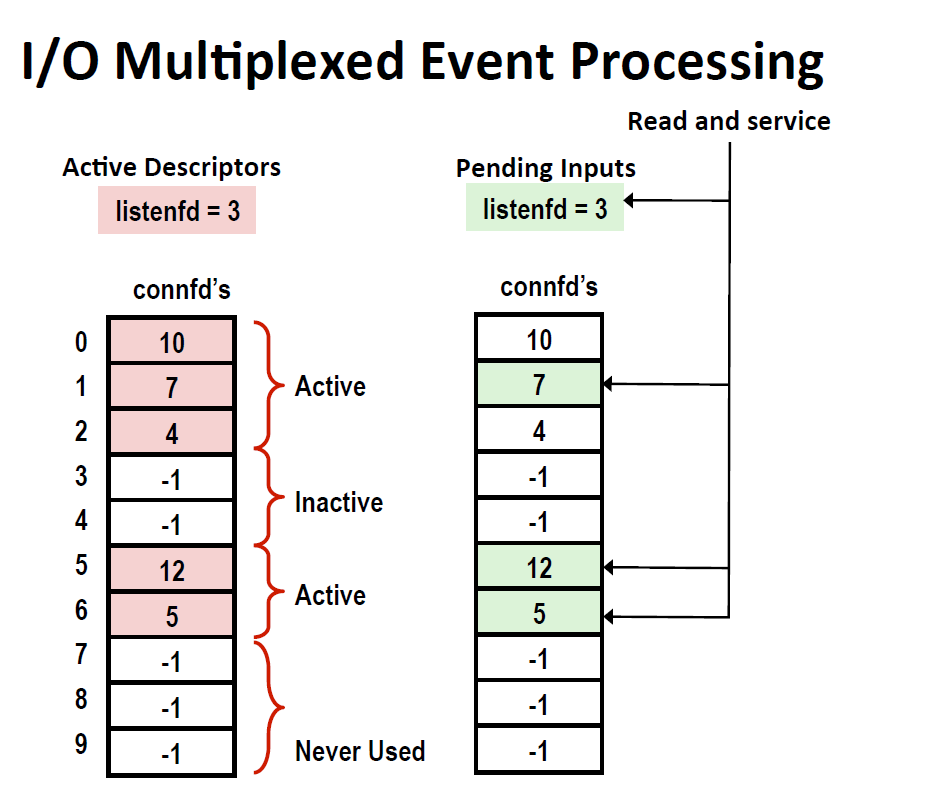 I/O Multiplexed Event Processing
Read and service
Active Descriptors
listenfd = 3
connfd's
0
10
1
7
2
4
3
-1
4
-1
5
12
6
5
7
-1
8
-1
9
-1
Active
Inactive
Active
Never Used
Pending Inputs
listenfd = 3
connfd's
10
7
4
-1
-1
12
5
-1
-1
-1